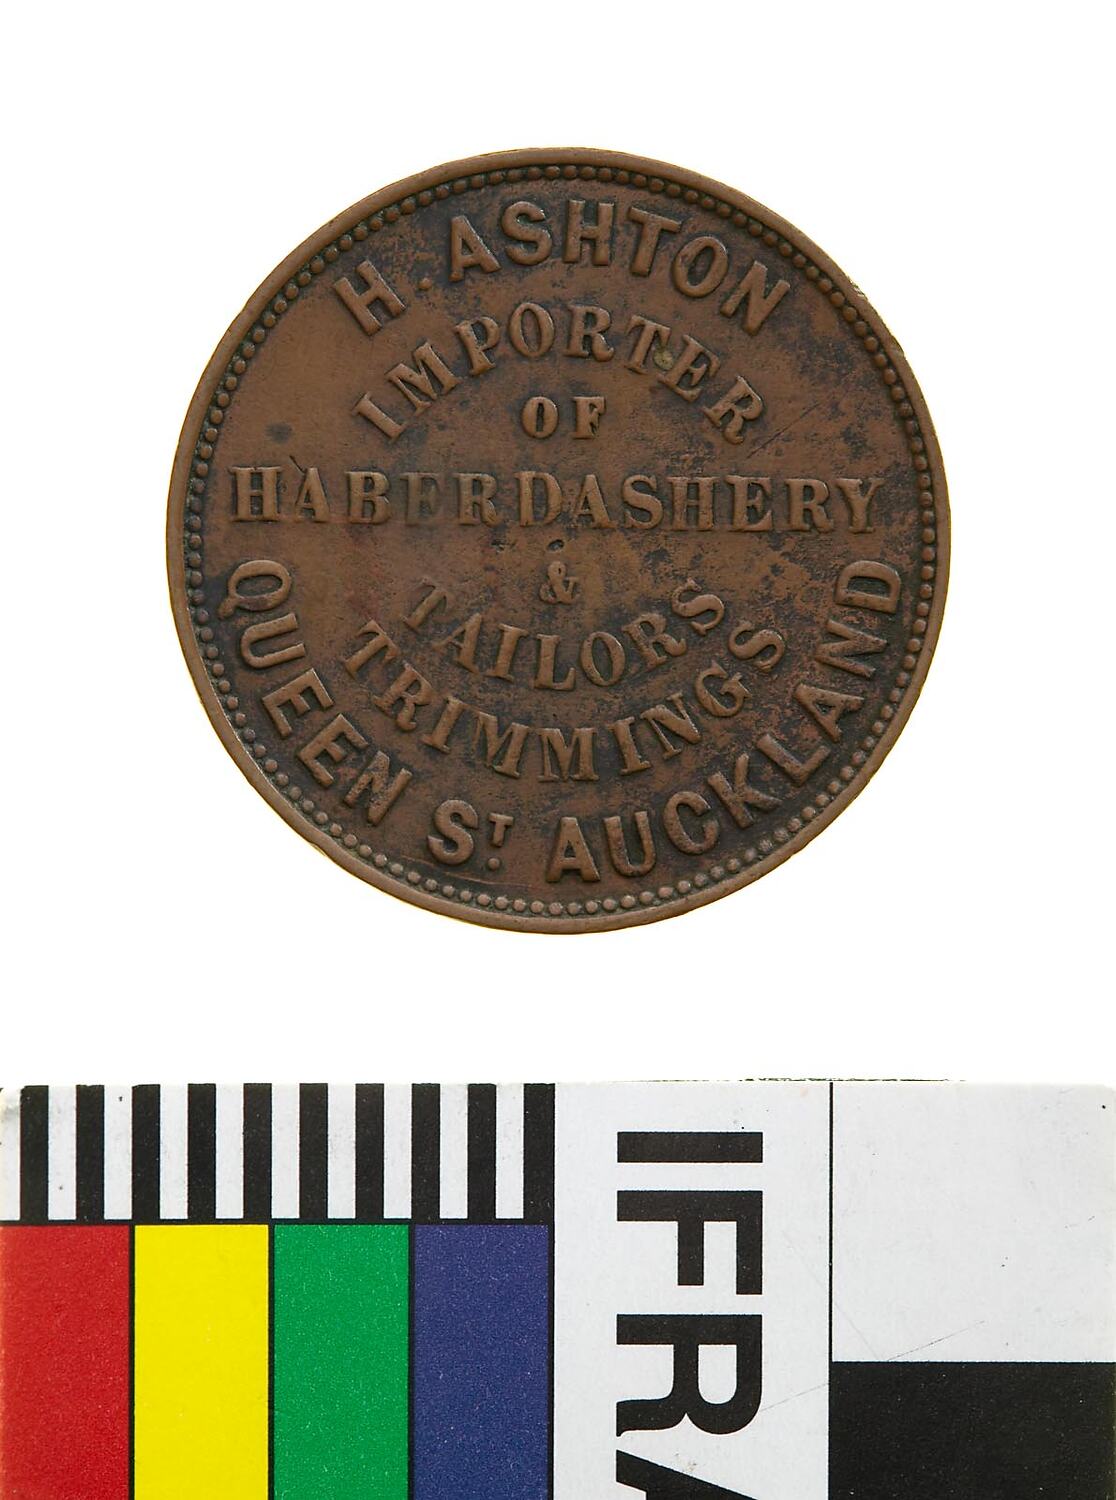 H. ASHTON
IMPORTER
OF
HABERDASHERY
&
TAILORS
TRIMMINGS
QUEEN ST. AUCKLAND
IFRA